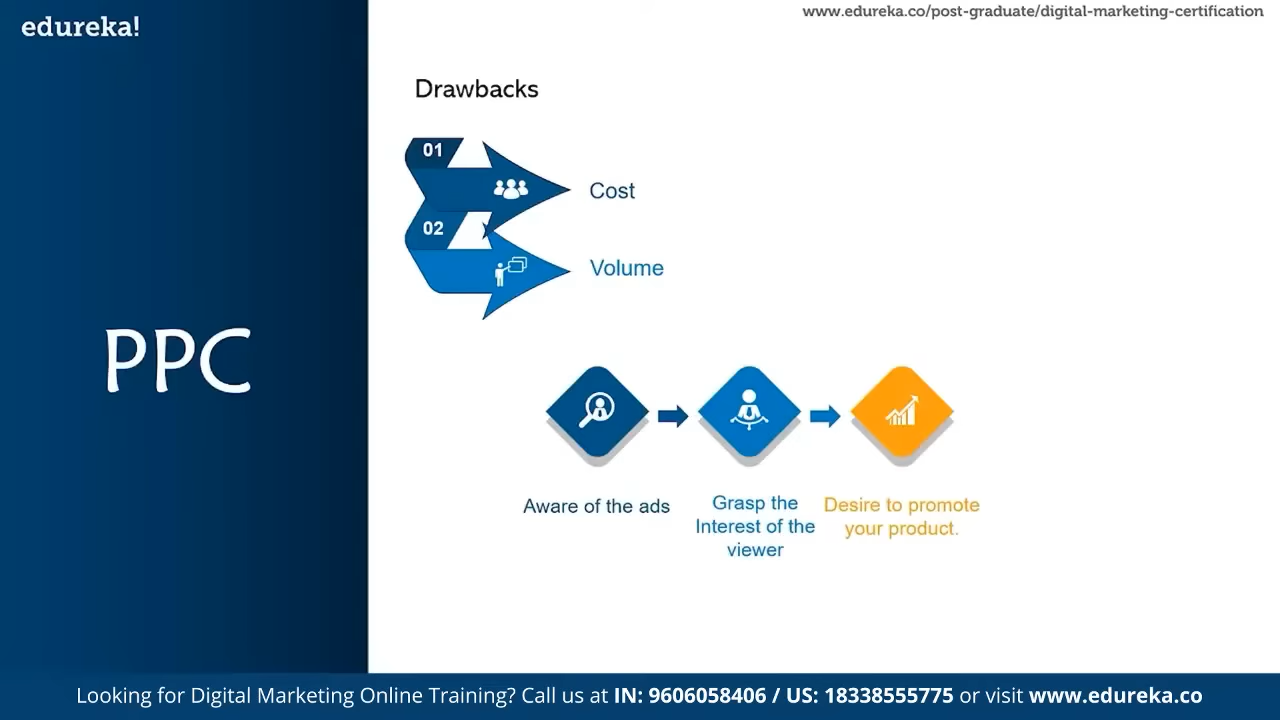 edureka!
www.edureka.co/post-graduate/digital-marketing-certification
PPC
Drawbacks
01
Cost
02
Volume
Aware of the ads
Grasp the
Interest of the
viewer
Desire to promote
your product.
Looking for Digital Marketing Online Training? Call us at IN: 9606058406 / US: 18338555775 or visit www.edureka.co